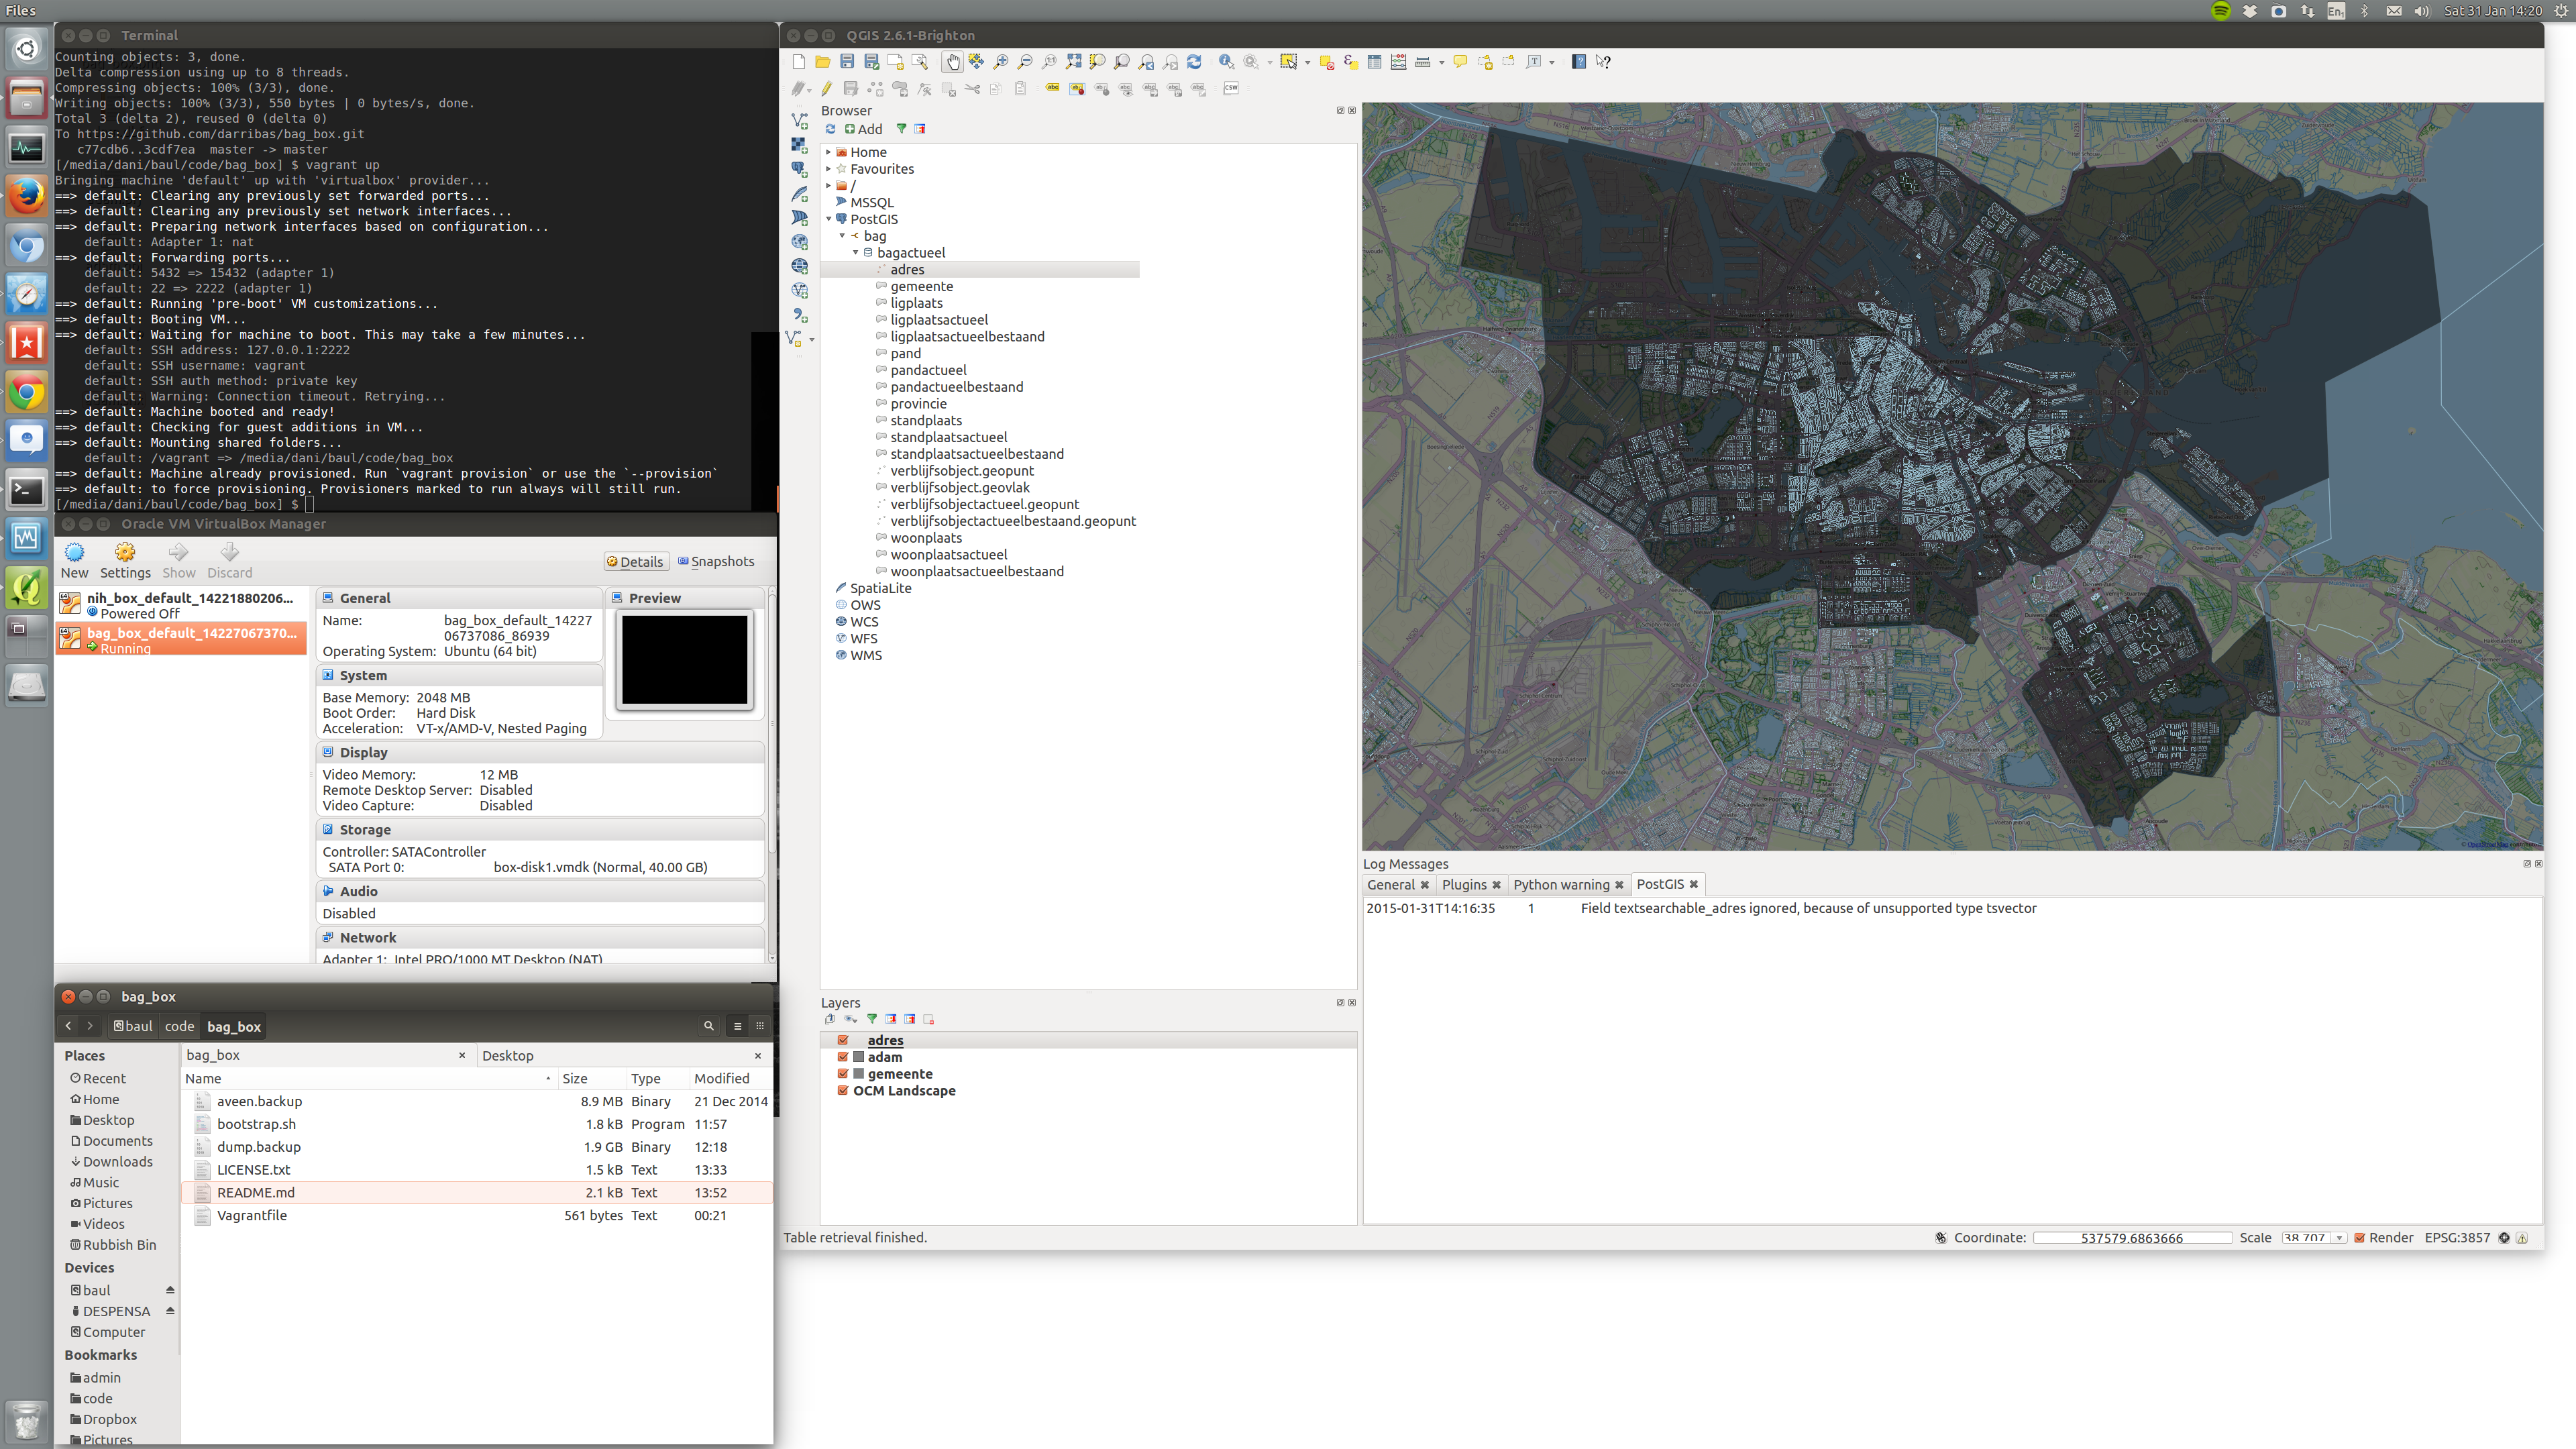 Files
En1
Sat 31 Jan 14:20
Terminal
Counting objects: 3, done.
Delta compression using up to 8 threads.
Compressing objects: 100% (3/3), done.
Writing objects: 100% (3/3), 550 bytes | 0 bytes/s, done.
Total 3 (delta 2), reused 0 (delta 0)
To https://github.com/darribas/bag_box.git
c77cdb6..3cdf7ea  master -> master
[/media/dani/baul/code/bag_box] $ vagrant up
Bringing machine 'default' up with 'virtualbox' provider...
==> default: Clearing any previously set forwarded ports...
==> default: Clearing any previously set network interfaces...
==> default: Preparing network interfaces based on configuration...
default: Adapter 1: nat
==> default: Forwarding ports...
default: 5432 => 15432 (adapter 1)
default: 22 => 2222 (adapter 1)
==> default: Running 'pre-boot' VM customizations...
==> default: Booting VM...
==> default: Waiting for machine to boot. This may take a few minutes...
default: SSH address: 127.0.0.1:2222
default: SSH username: vagrant
default: SSH auth method: private key
default: Warning: Connection timeout. Retrying...
==> default: Machine booted and ready!
==> default: Checking for guest additions in VM...
==> default: Mounting shared folders...
default: /vagrant => /media/dani/baul/code/bag_box
==> default: Machine already provisioned. Run `vagrant provision` or use the `--provision`
==> default: to force provisioning. Provisioners marked to run always will still run.
[/media/dani/baul/code/bag_box] $
Oracle VM VirtualBox Manager
New
Settings
Show
Discard
Details
Snapshots
nih_box_default_14221880206...
Powered Off
bag_box_default_14227067370...
Running
General
Name: bag_box_default_14227
06737086_86939
Operating System: Ubuntu (64 bit)
Preview
System
Base Memory: 2048 MB
Boot Order: Hard Disk
Acceleration: VT-x/AMD-V, Nested Paging
Display
Video Memory: 12 MB
Remote Desktop Server: Disabled
Video Capture: Disabled
Storage
Controller: SATAController
SATA Port 0: box-disk1.vmdk (Normal, 40.00 GB)
Audio
Disabled
Network
Adapter 1: Intel PRO/1000 MT Desktop (NAT)
bag_box
baul
code
bag_box
Places
Recent
Home
Desktop
Documents
Downloads
Music
Pictures
Videos
Rubbish Bin
Devices
baul
DESPENSA
Computer
Bookmarks
admin
code
Dropbox
Pictures
bag_box
Desktop
Name Size Type Modified
aveen.backup 8.9 MB Binary 21 Dec 2014
bootstrap.sh 1.8 kB Program 11:57
dump.backup 1.9 GB Binary 12:18
LICENSE.txt 1.5 kB Text 13:33
README.md 2.1 kB Text 13:52
Vagrantfile 561 bytes Text 00:21
QGIS 2.6.1-Brighton
Browser
Add
Home
Favourites
/
MSSQL
PostGIS
bag
bagactueel
adres
gemeente
ligplaats
ligplaatsactueel
ligplaatsactueelbestaand
pand
pandactueel
pandactueelbestaand
provincie
standplaats
standplaatsactueel
standplaatsactueelbestaand
verblijfsobject.geopunt
verblijfsobject.geovlak
verblijfsobjectactueel.geopunt
verblijfsobjectactueelbestaand.geopunt
woonplaats
woonplaatsactueel
woonplaatsactueelbestaand
SpatiaLite
OWS
WCS
WFS
WMS
Layers
adres
adam
gemeente
OCM Landscape
Log Messages
General
Plugins
Python warning
PostGIS
2015-01-31T14:16:35 1 Field textsearchable_adres ignored, because of unsupported type tsvector
Table retrieval finished.
Coordinate: 537579.6863666
Scale 38,707
Render
EPSG:3857